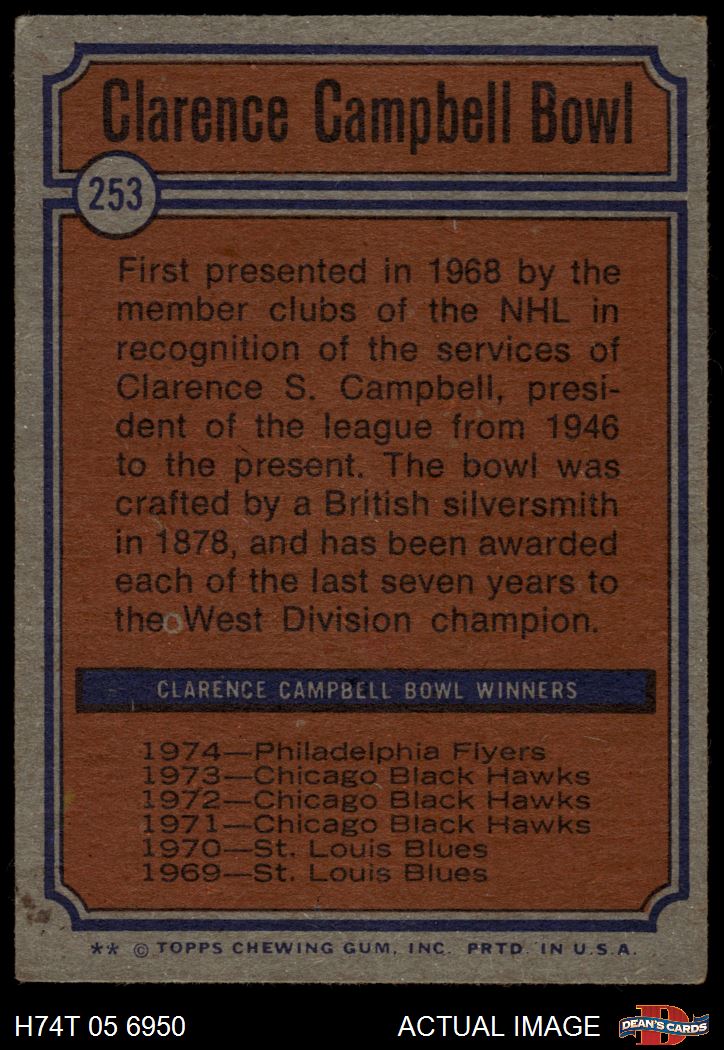 Clarence Campbell Bowl
253
First presented in 1968 by the
member clubs of the NHL in
recognition of the services of
Clarence S. Campbell, presi-
dent of the league from 1946
to the present. The bowl was
crafted by a British silversmith
in 1878, and has been awarded
each of the last seven years to
the West Division champion.
CLARENCE CAMPBELL BOWL WINNERS
1974—Philadelphia Flyers
1973—Chicago Black Hawks
1972—Chicago Black Hawks
1971—Chicago Black Hawks
1970—St. Louis Blues
1969—St. Louis Blues
** © TOPPS CHEWING GUM, INC. PRTD. IN U.S.A.
H74T 05 6950
ACTUAL IMAGE
D
DEAN'S CARDS